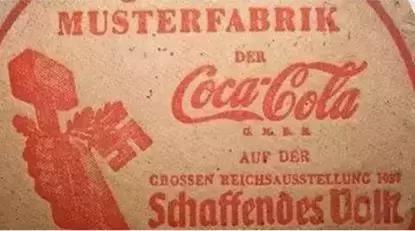 MUSTERFABRIK
DER
Coca-Cola
G. M. B. H.
AUF DER
GROSSEN REICHSAUSSTELLUNG 1937
Schaffendes Volk